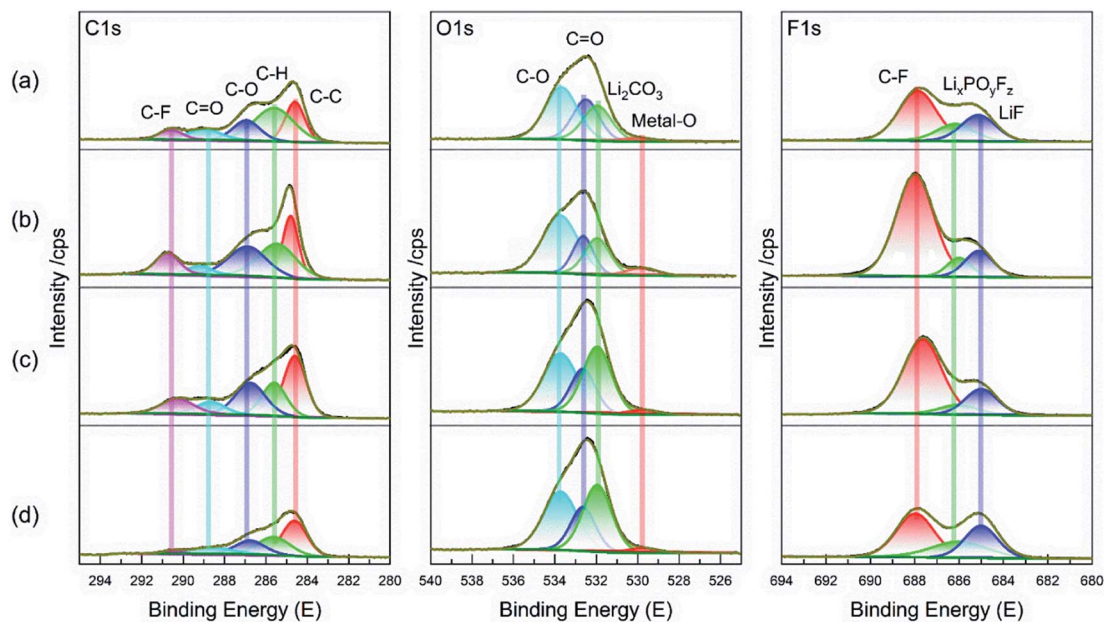 C1s
O1s
F1s
(a)
C-F
C=O
C-O
C-H
C-C
C-O
C=O
Li₂CO₃
Metal-O
C-F
LiₓPOᵧF_z
LiF
(b)
(c)
(d)
Intensity /cps
Intensity /cps
Intensity /cps
294 292 290 288 286 284 282 280
540 538 536 534 532 530 528 526
694 692 690 688 686 684 682 680
Binding Energy (E)
Binding Energy (E)
Binding Energy (E)